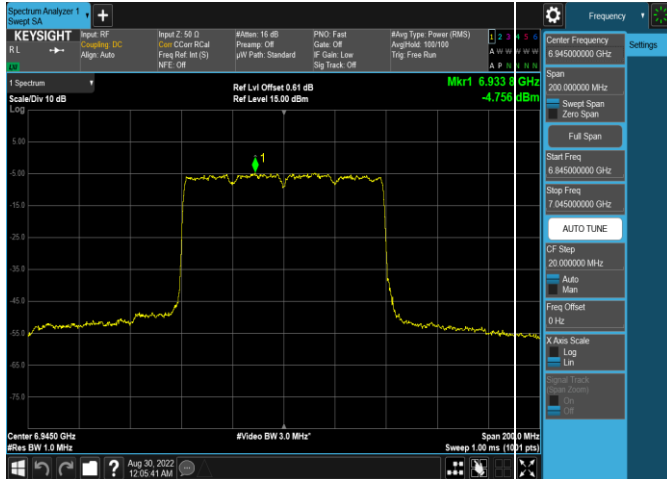 Spectrum Analyzer 1
Swept SA
KEYSIGHT
RL
Input: RF
Coupling: DC
Align: Auto
Input Z: 50 Ω
Corr CCorr RCal
Freq Ref: Int (S)
NFE: Off
#Atten: 16 dB
Preamp: Off
µW Path: Standard
PNO: Fast
Gate: Off
IF Gain: Low
Sig Track: Off
#Avg Type: Power (RMS)
Avg|Hold: 100/100
Trig: Free Run
1 2 3 4 5 6
A W W W W W
A P N N N N
1 Spectrum
Scale/Div 10 dB
Log
Ref Lvl Offset 0.61 dB
Ref Level 15.00 dBm
Mkr1 6.933 8 GHz
-4.756 dBm
1
5.00
-5.00
-15.0
-25.0
-35.0
-45.0
-55.0
-65.0
-75.0
Center 6.9450 GHz
#Res BW 1.0 MHz
#Video BW 3.0 MHz*
Span 200.0 MHz
Sweep 1.00 ms (1001 pts)
?
Aug 30, 2022
12:05:41 AM
Frequency
Settings
Center Frequency
6.945000000 GHz
Span
200.000000 MHz
Swept Span
Zero Span
Full Span
Start Freq
6.845000000 GHz
Stop Freq
7.045000000 GHz
AUTO TUNE
CF Step
20.000000 MHz
Auto
Man
Freq Offset
0 Hz
X Axis Scale
Log
Lin
Signal Track
(Span Zoom)
On
Off